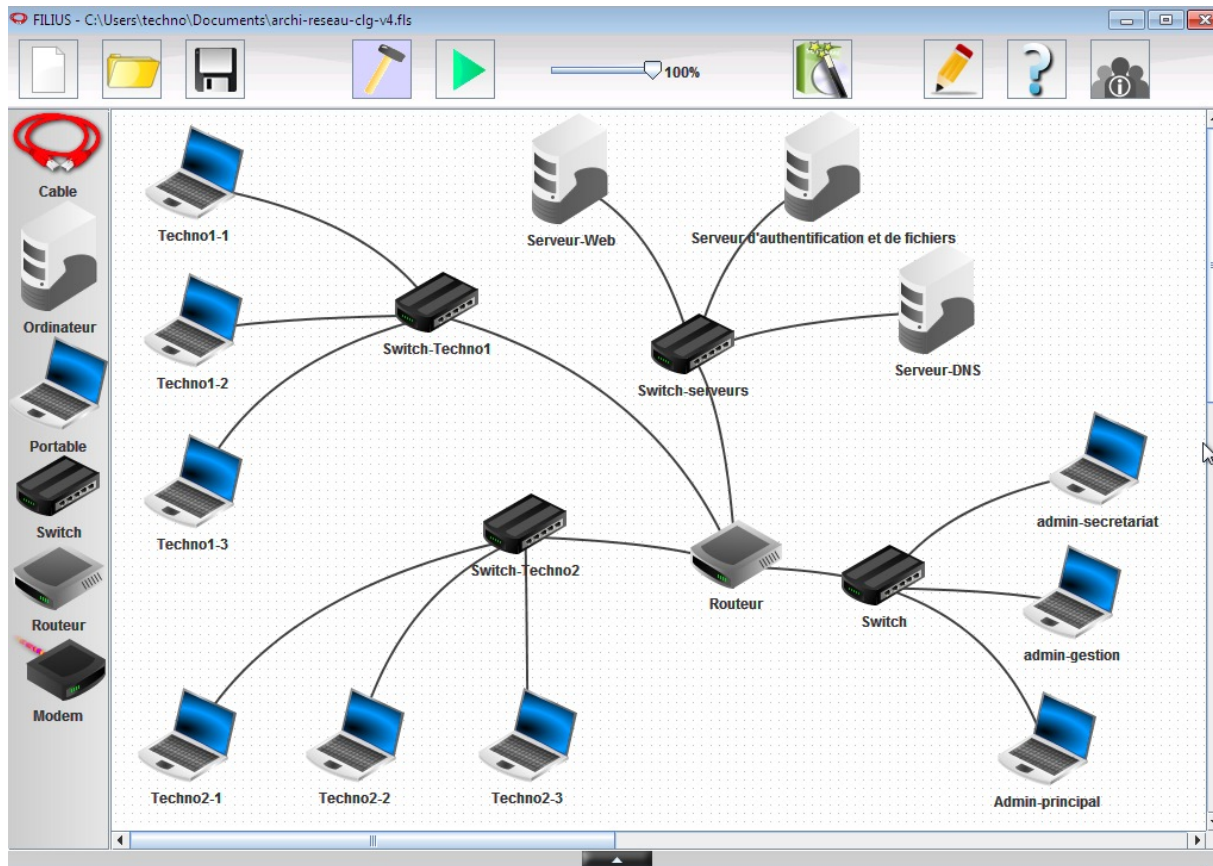 FILIUS - C:\Users\techno\Documents\archi-reseau-clg-v4.fls
100%
Cable
Ordinateur
Portable
Switch
Routeur
Modem
Techno1-1
Serveur-Web
Serveur d'authentification et de fichiers
Techno1-2
Switch-Techno1
Switch-serveurs
Serveur-DNS
Techno1-3
Switch-Techno2
Routeur
Switch
admin-secretariat
admin-gestion
Techno2-1
Techno2-2
Techno2-3
Admin-principal